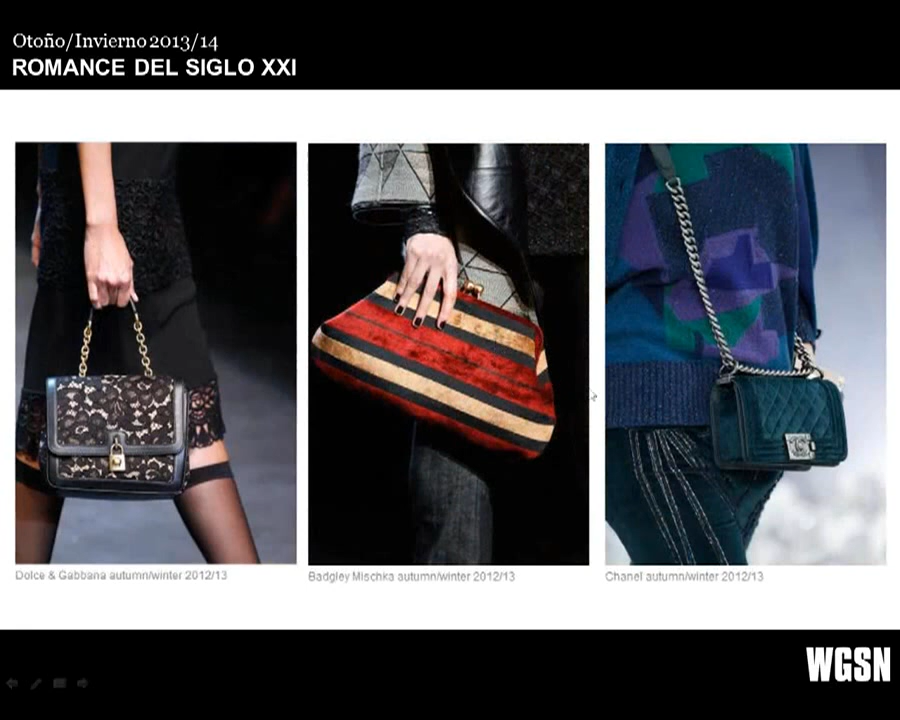 Otoño/Invierno 2013/14
ROMANCE DEL SIGLO XXI
Dolce & Gabbana autumn/winter 2012/13
Badgley Mischka autumn/winter 2012/13
Chanel autumn/winter 2012/13
WGSN